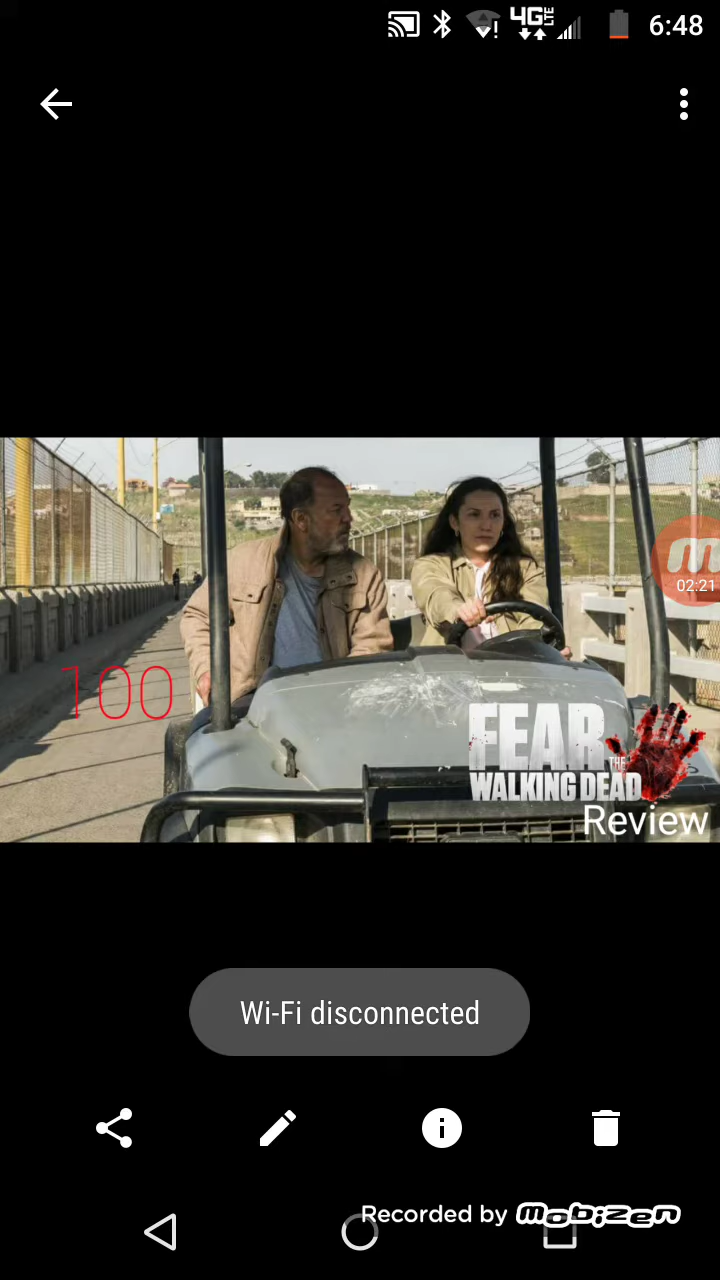 4G LTE 6:48
02:21
100
FEAR
THE
WALKING DEAD
Review
Wi-Fi disconnected
Recorded by Mobizen